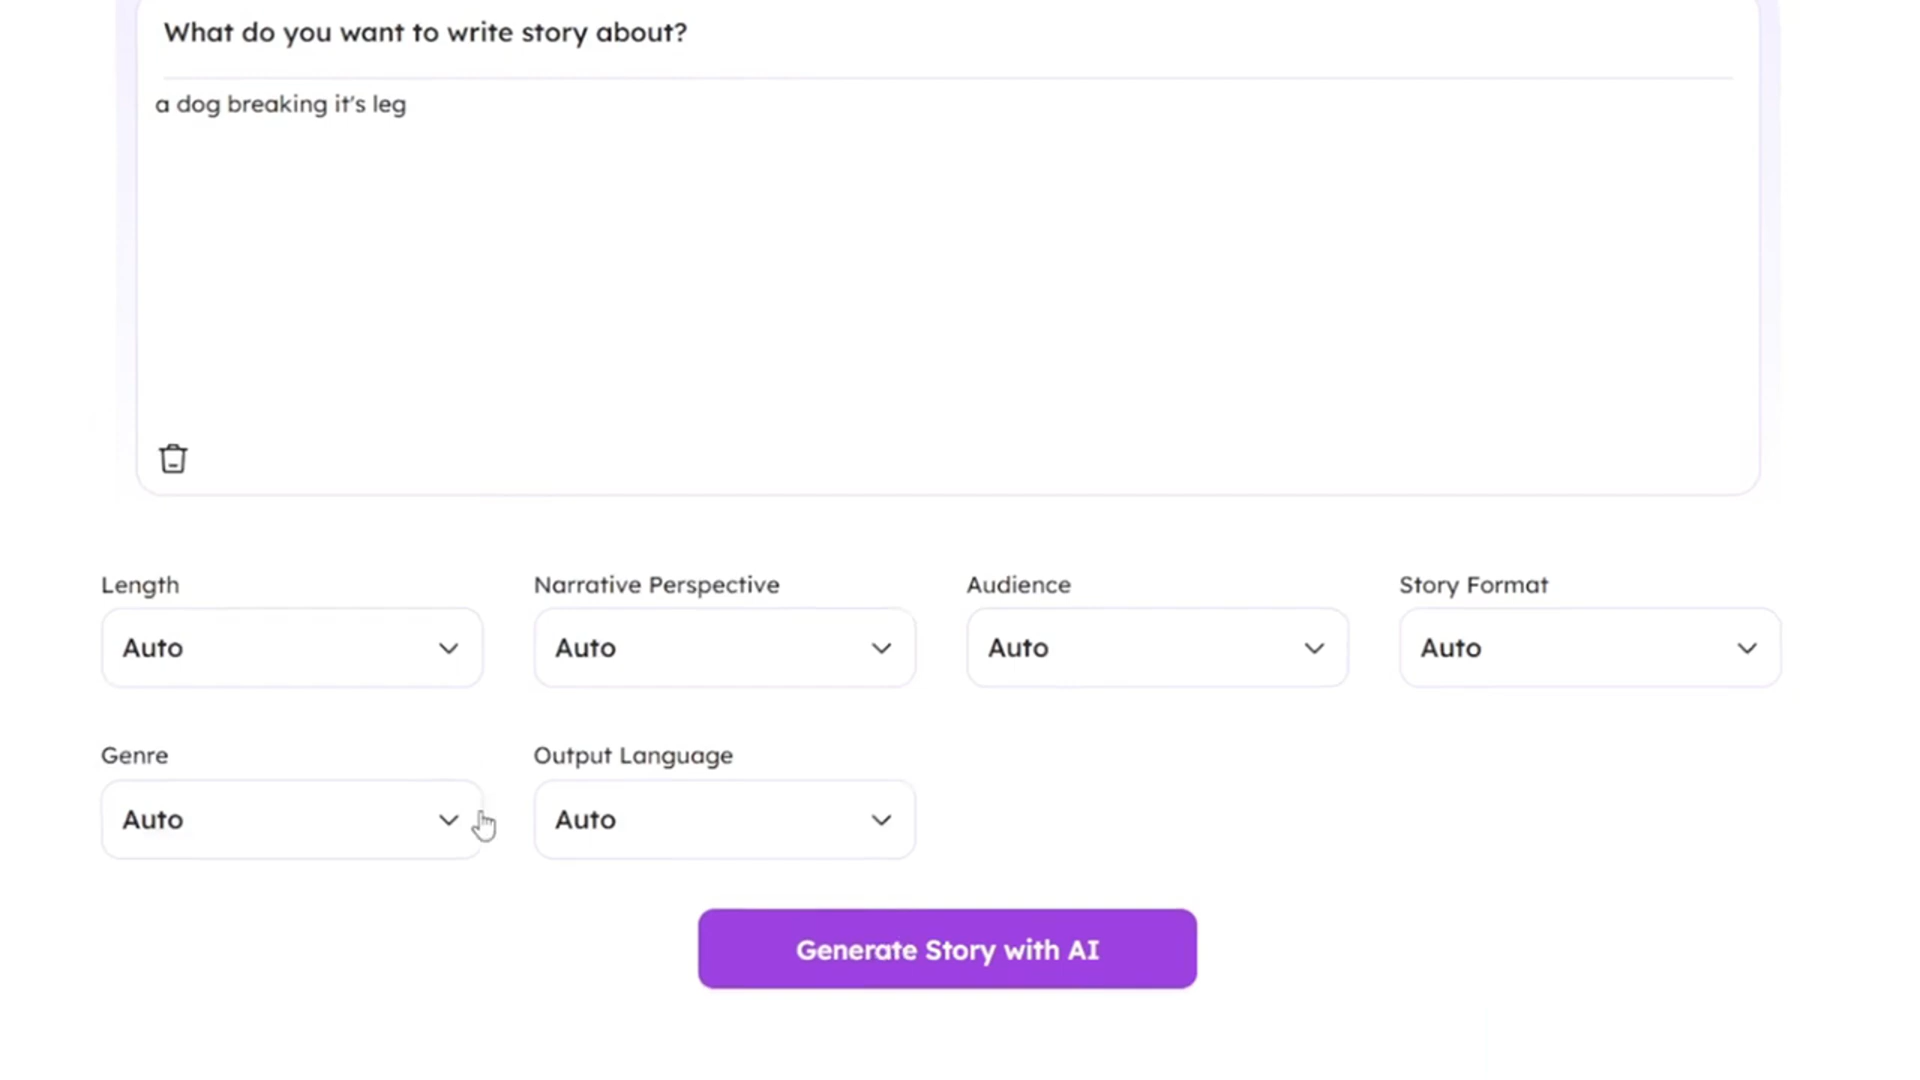 What do you want to write story about?
a dog breaking it's leg
Length
Narrative Perspective
Audience
Story Format
Auto
Auto
Auto
Auto
Genre
Output Language
Auto
Auto
Generate Story with AI